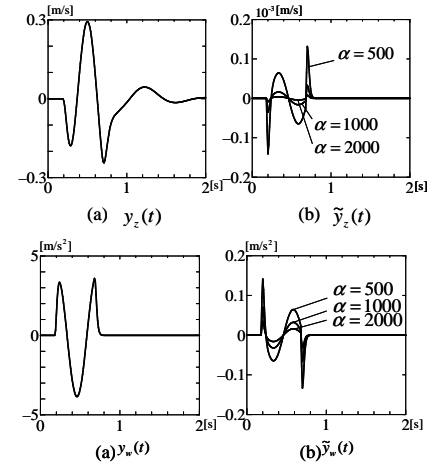 [m/s]
0.3
0
−0.3
0
1
2
[s]
(a) y_z(t)
10⁻³[m/s]
0.2
0.1
0
−0.1
−0.2
0
1
2
[s]
α = 500
α = 1000
α = 2000
(b) ỹ_z(t)
[m/s²]
5
0
−5
0
1
2
[s]
(a) y_w(t)
[m/s²]
0.2
0.1
0
−0.1
−0.2
0
1
2
[s]
α = 500
α = 1000
α = 2000
(b) ỹ_w(t)